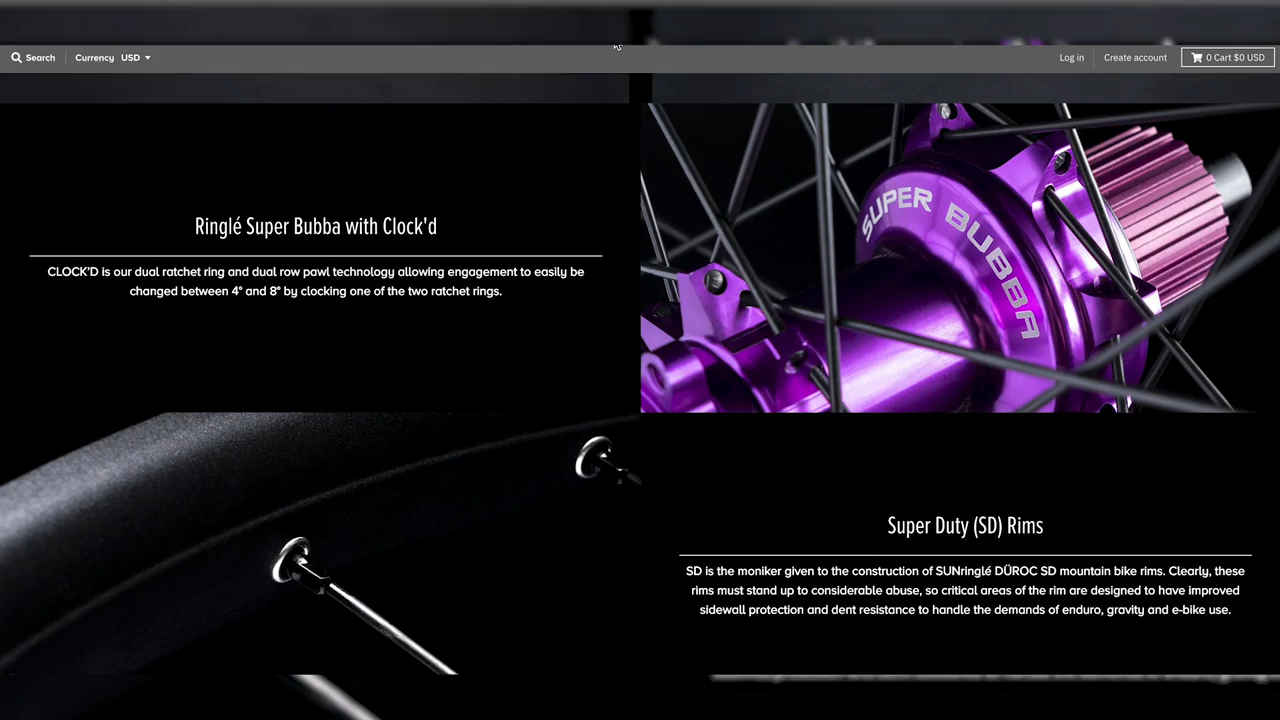 Search
Currency USD
Log in
Create account
0 Cart $0 USD
Ringlé Super Bubba with Clock'd
CLOCK'D is our dual ratchet ring and dual row pawl technology allowing engagement to easily be
changed between 4° and 8° by clocking one of the two ratchet rings.
SUPER BUBBA
Super Duty (SD) Rims
SD is the moniker given to the construction of SUNringlé DÜROC SD mountain bike rims. Clearly, these
rims must stand up to considerable abuse, so critical areas of the rim are designed to have improved
sidewall protection and dent resistance to handle the demands of enduro, gravity and e-bike use.